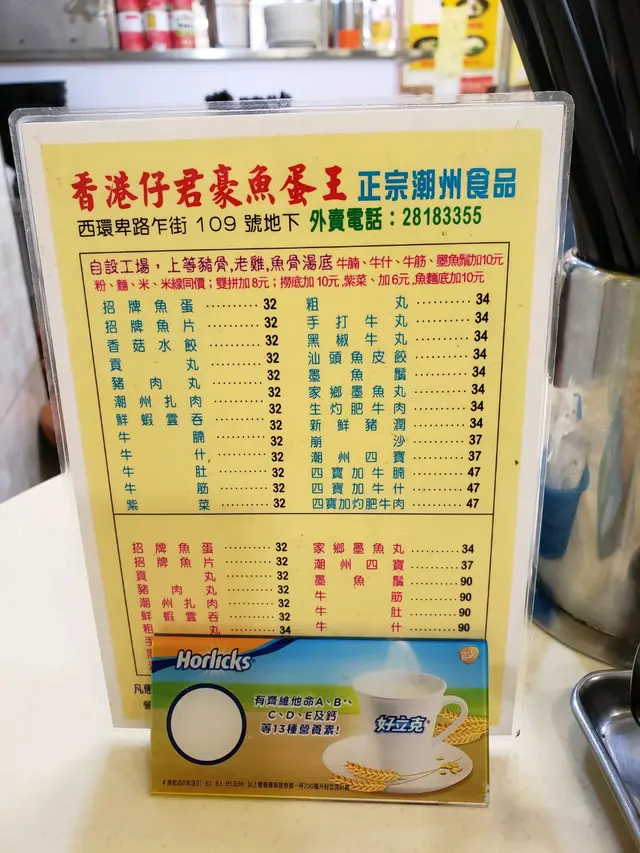 香港仔君豪魚蛋王 正宗潮州食品
西環卑路乍街 109 號地下 外賣電話：28183355
自設工場，上等豬骨,老雞,魚骨湯底 牛腩、牛什、牛筋、墨魚鬚加10元
粉、麵、米、米線同價；雙拼加 8元；撈底加 10元,紫菜、加 6元 ,魚麵底加10元
招牌魚蛋 ............ 32
招牌魚片 ............ 32
香菇水餃 ............ 32
貢丸 ............ 32
豬肉丸 ............ 32
潮州扎肉 ............ 32
鮮蝦雲吞 ............ 32
牛腩 ............ 32
牛什 ............ 32
牛肚 ............ 32
牛筋 ............ 32
紫菜 ............ 32
粗丸 .......... 34
手打牛丸 .......... 34
黑椒牛丸 .......... 34
汕頭魚皮餃 .......... 34
墨魚鬚 .......... 34
家鄉墨魚丸 .......... 34
生灼肥牛肉 .......... 34
新鮮豬潤 .......... 34
崩沙 .......... 37
潮州四寶 .......... 37
四寶加牛腩 .......... 47
四寶加牛什 .......... 47
四寶加灼肥牛肉 .......... 47
招牌魚蛋 ............ 32
招牌魚片 ............ 32
貢丸 ............ 32
豬肉丸 ............ 32
潮州扎肉 ............ 32
鮮蝦雲吞 ............ 32
粗丸 ............ 34
手
家鄉墨魚丸 .......... 34
潮州四寶 .......... 37
墨魚鬚 .......... 90
牛筋 .......... 90
牛肚 .......... 90
牛什 .......... 90
凡
Horlicks
gsk
有齊維他命A、B#、
C、D、E及鈣
等13種營養素!
好立克